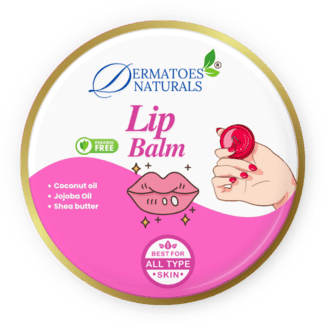 DERMATOES
NATURALS
®
Lip
Balm
PARABEN
FREE
• Coconut oil
• Jojoba Oil
• Shea butter
BEST FOR
ALL TYPE
• SKIN •